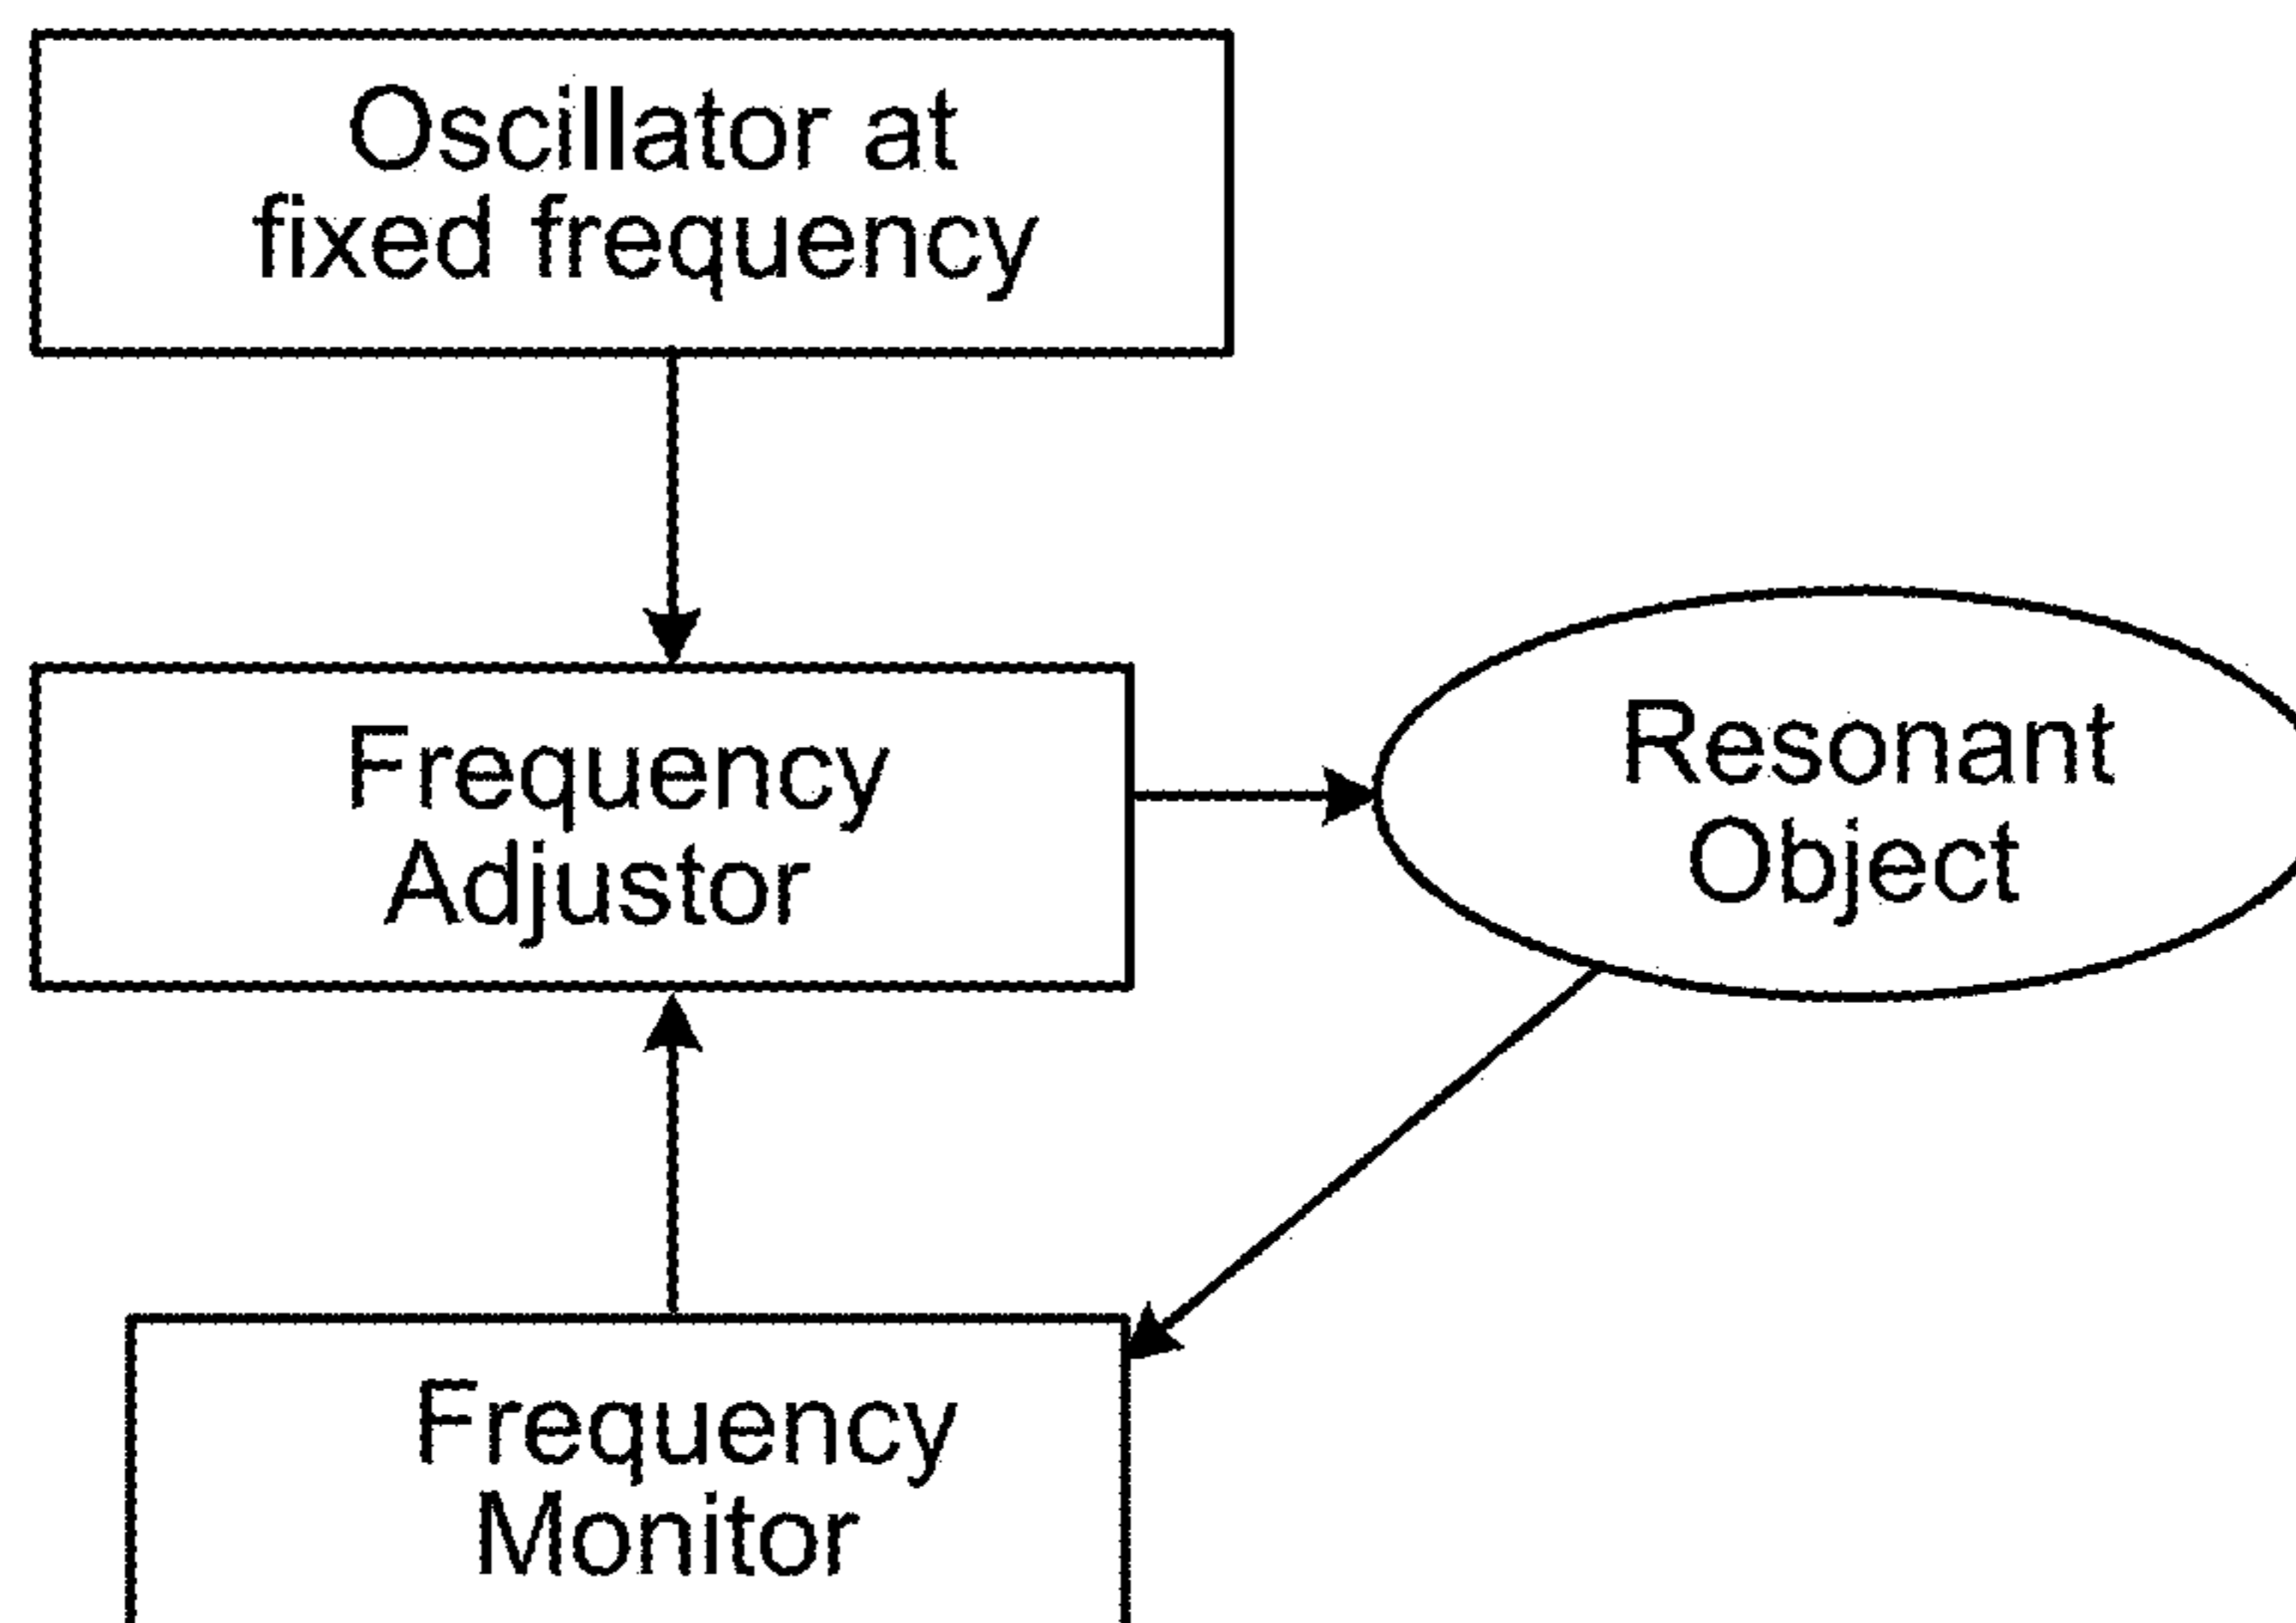 Oscillator at
fixed frequency
Frequency
Adjustor
Resonant
Object
Frequency
Monitor